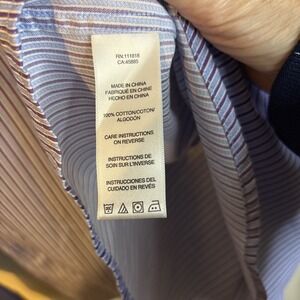 RN:111818
CA:45885
MADE IN CHINA
FABRIQUÉ EN CHINE
HECHO EN CHINA
100% COTTON/COTON/
ALGODÓN
CARE INSTRUCTIONS
ON REVERSE
INSTRUCTIONS DE
SOIN SUR L'ENVERS
INSTRUCCIONES DEL
CUIDADO EN REVÉS